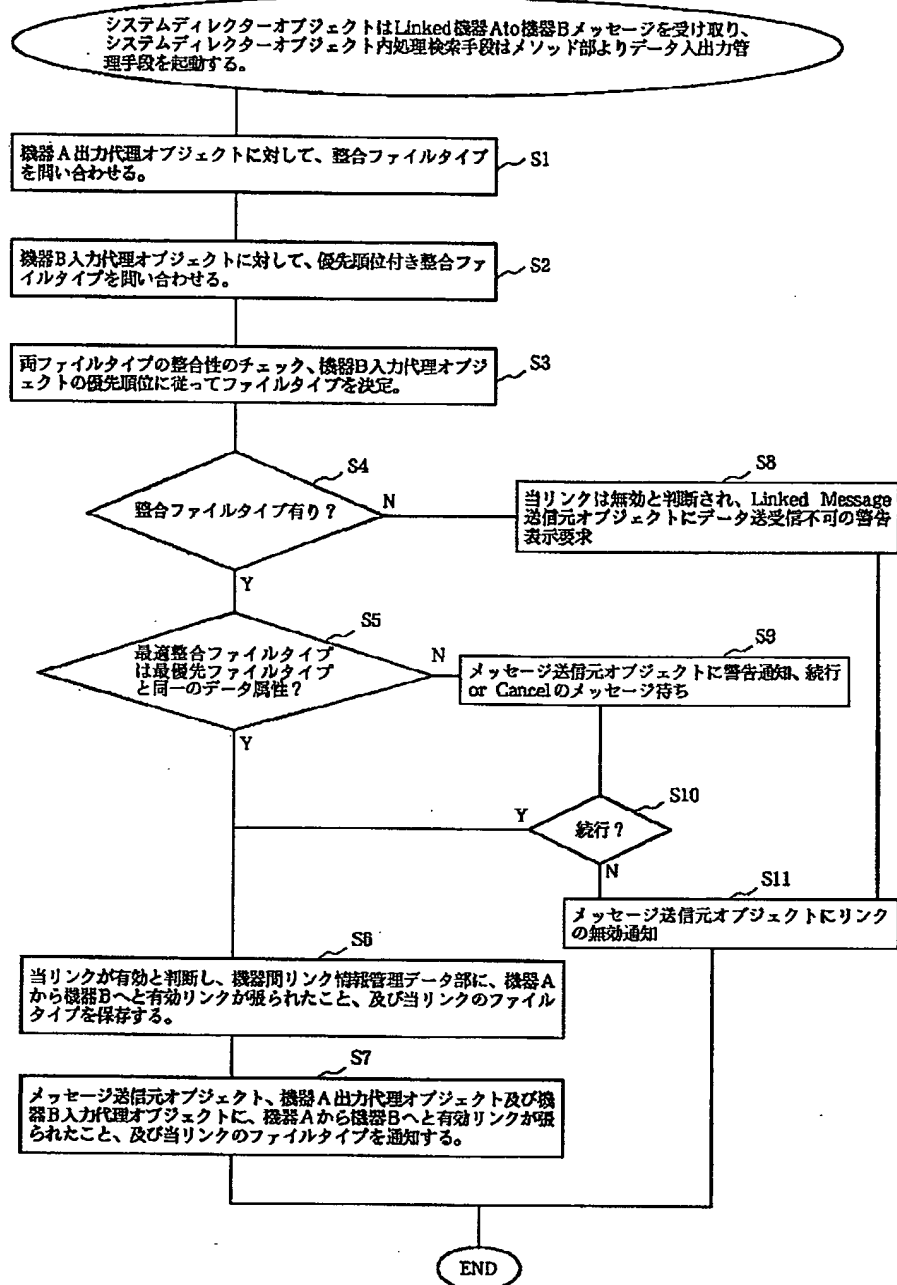 システムディレクターオブジェクトはLinked機器Ato機器Bメッセージを受け取り、
システムディレクターオブジェクト内処理検索手段はメソッド部よりデータ入出力管
理手段を起動する。
機器A出力代理オブジェクトに対して、整合ファイルタイプ
を問い合わせる。
S1
機器B入力代理オブジェクトに対して、優先順位付き整合ファ
イルタイプを問い合わせる。
S2
両ファイルタイプの整合性のチェック、機器B入力代理オブジ
ェクトの優先順位に従ってファイルタイプを決定。
S3
S4
整合ファイルタイプ有り?
N
Y
S8
当リンクは無効と判断され、Linked Message
送信元オブジェクトにデータ送受信不可の警告
表示要求
S5
最適整合ファイルタイプ
は最優先ファイルタイプ
と同一のデータ属性?
N
Y
S9
メッセージ送信元オブジェクトに警告通知、続行
or Cancelのメッセージ待ち
S10
続行?
Y
N
S11
メッセージ送信元オブジェクトにリンク
の無効通知
S6
当リンクが有効と判断し、機器間リンク情報管理データ部に、機器A
から機器Bへと有効リンクが張られたこと、及び当リンクのファイル
タイプを保存する。
S7
メッセージ送信元オブジェクト、機器A出力代理オブジェクト及び機
器B入力代理オブジェクトに、機器Aから機器Bへと有効リンクが張
られたこと、及び当リンクのファイルタイプを通知する。
END